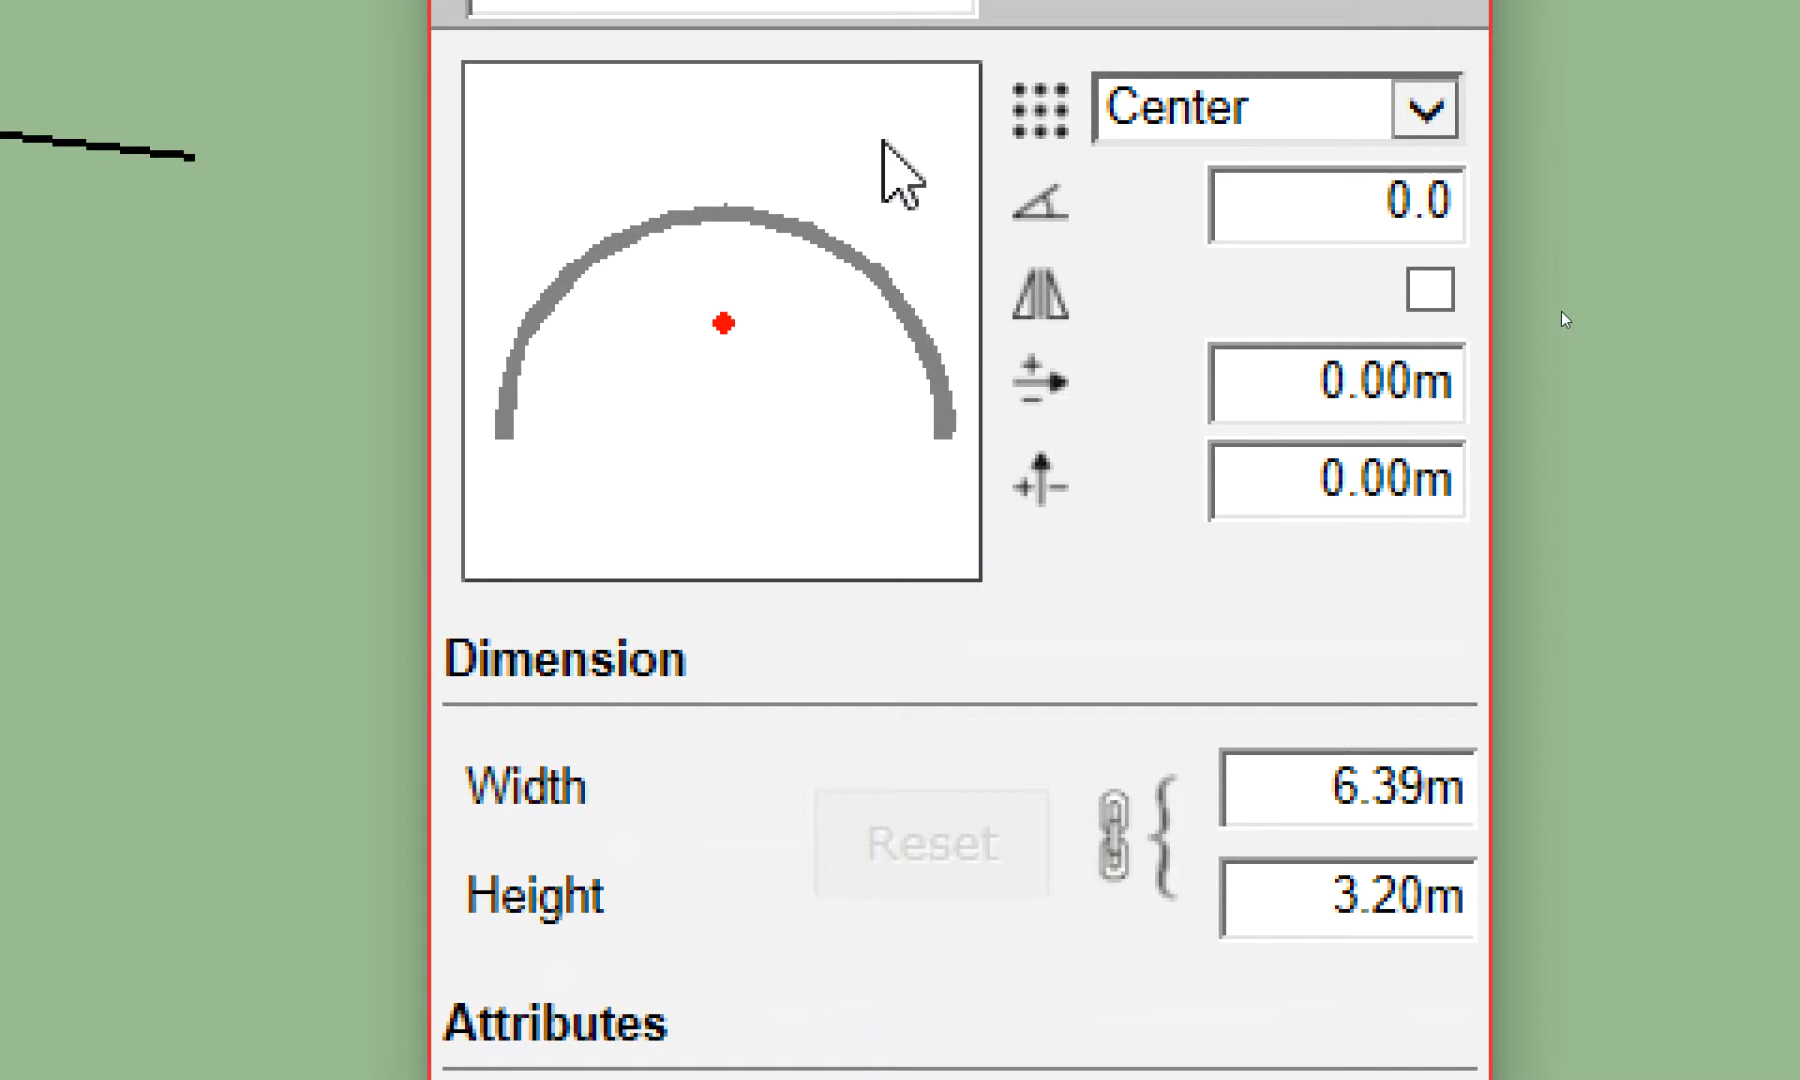 Center
0.0
0.00m
0.00m
Dimension
Width
6.39m
Reset
Height
3.20m
Attributes